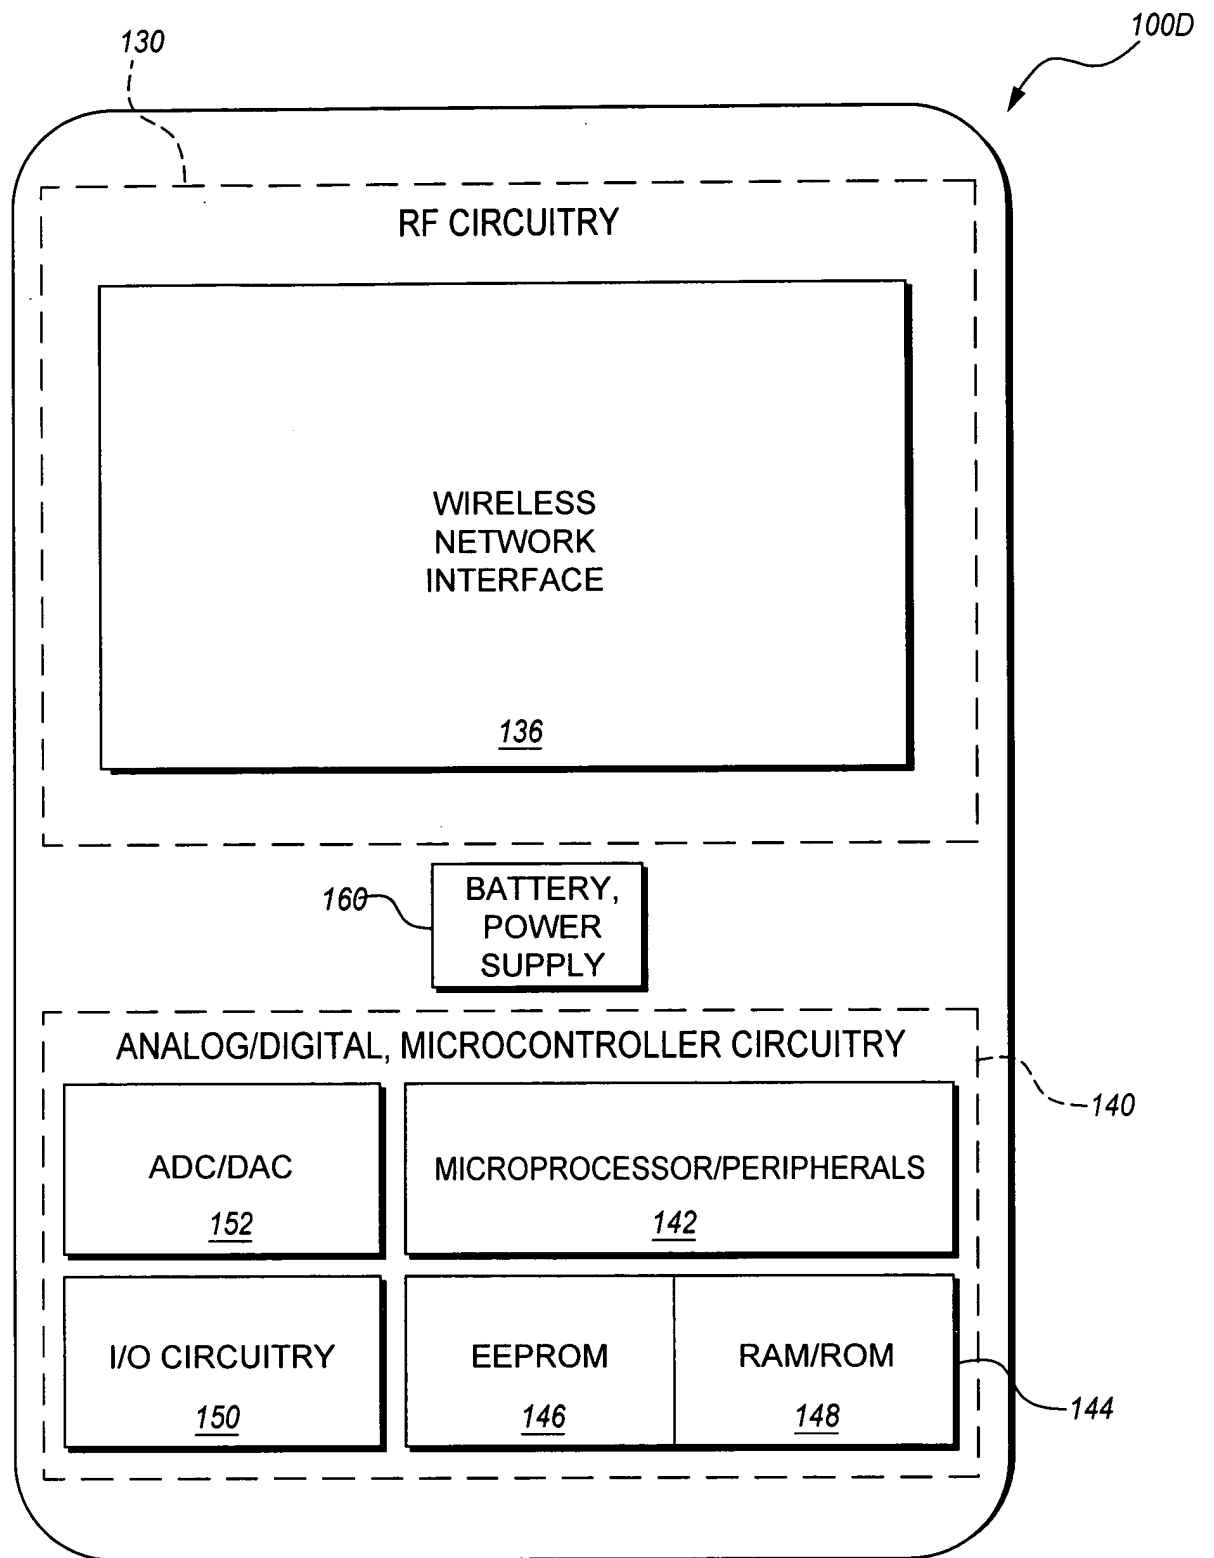 100D
130
RF CIRCUITRY
WIRELESS
NETWORK
INTERFACE
136
160
BATTERY,
POWER
SUPPLY
ANALOG/DIGITAL, MICROCONTROLLER CIRCUITRY
140
ADC/DAC
152
MICROPROCESSOR/PERIPHERALS
142
I/O CIRCUITRY
150
EEPROM
146
RAM/ROM
148
144